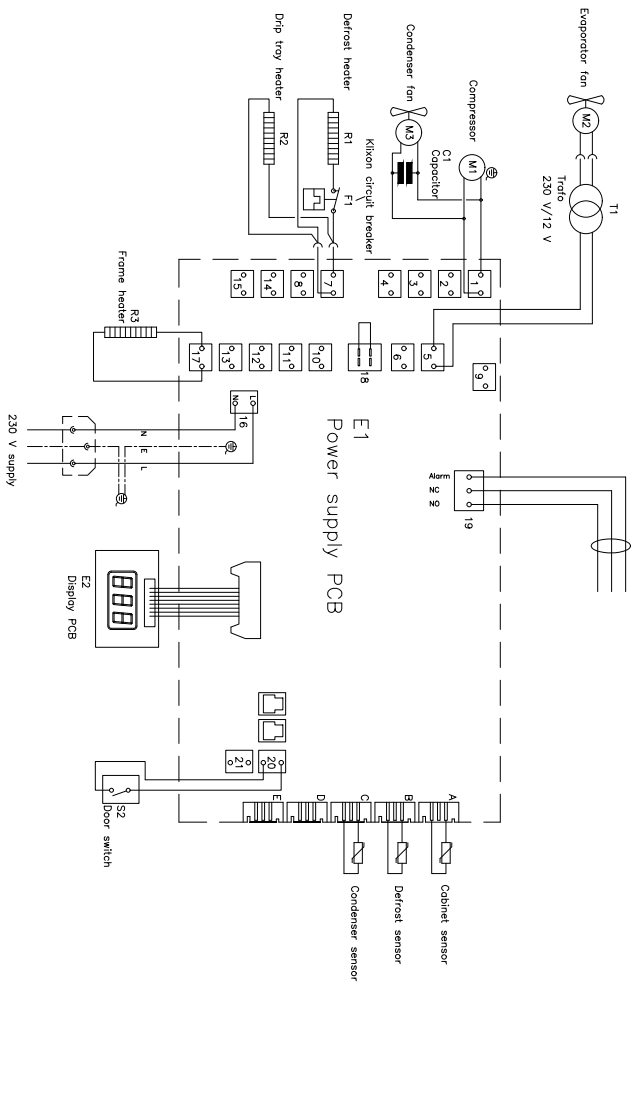 Evaporator fan
M2
Trafo
230 V/12 V
T1
Compressor
M1
Condenser fan
M3
C1
Capacitor
Defrost heater
R1
Klixon circuit breaker
F1
Drip tray heater
R2
Frame heater
R3
1
2
3
4
7
8
14
15
9
5
6
18
10
11
12
13
17
E1
Power supply PCB
L
N
16
N
E
L
230 V supply
Alarm
NC
NO
19
E2
Display PCB
20
21
S2
Door switch
A
B
C
D
E
Cabinet sensor
Defrost sensor
Condenser sensor